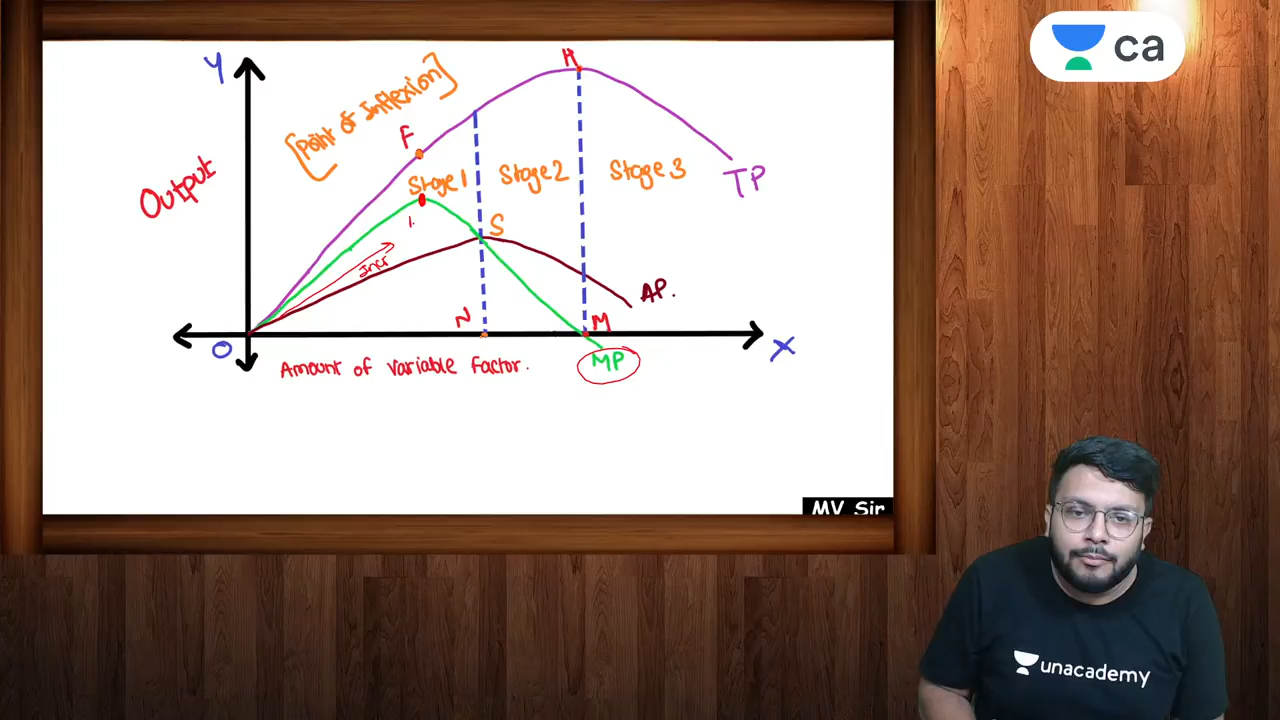 Y
H
ca
[Point of Inflexion]
F
Output
Stage 1
Stage 2
Stage 3
TP
S
Incr
AP.
N
M
O
X
MP
Amount of variable factor.
MV Sir
unacademy